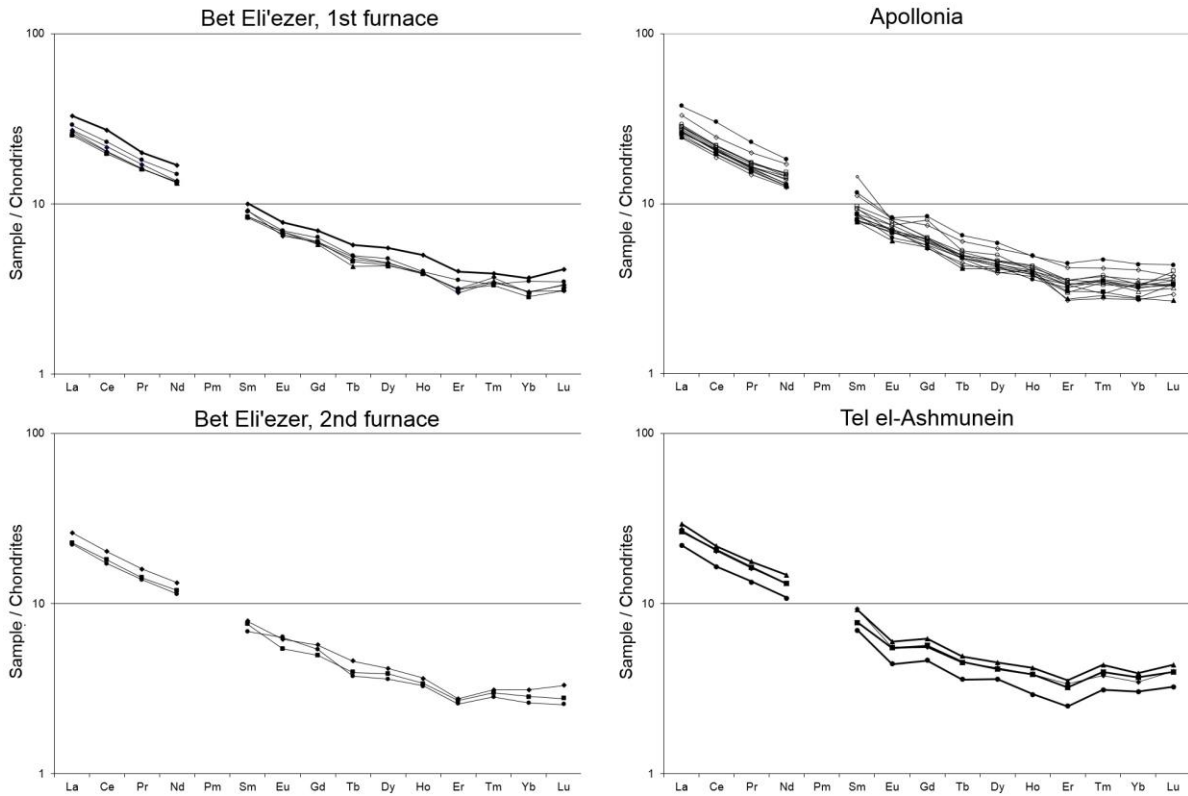 Bet Eli'ezer, 1st furnace
Sample / Chondrites
100
10
1
La Ce Pr Nd Pm Sm Eu Gd Tb Dy Ho Er Tm Yb Lu
Apollonia
Sample / Chondrites
100
10
1
La Ce Pr Nd Pm Sm Eu Gd Tb Dy Ho Er Tm Yb Lu
Bet Eli'ezer, 2nd furnace
Sample / Chondrites
100
10
1
La Ce Pr Nd Pm Sm Eu Gd Tb Dy Ho Er Tm Yb Lu
Tel el-Ashmunein
Sample / Chondrites
100
10
1
La Ce Pr Nd Pm Sm Eu Gd Tb Dy Ho Er Tm Yb Lu